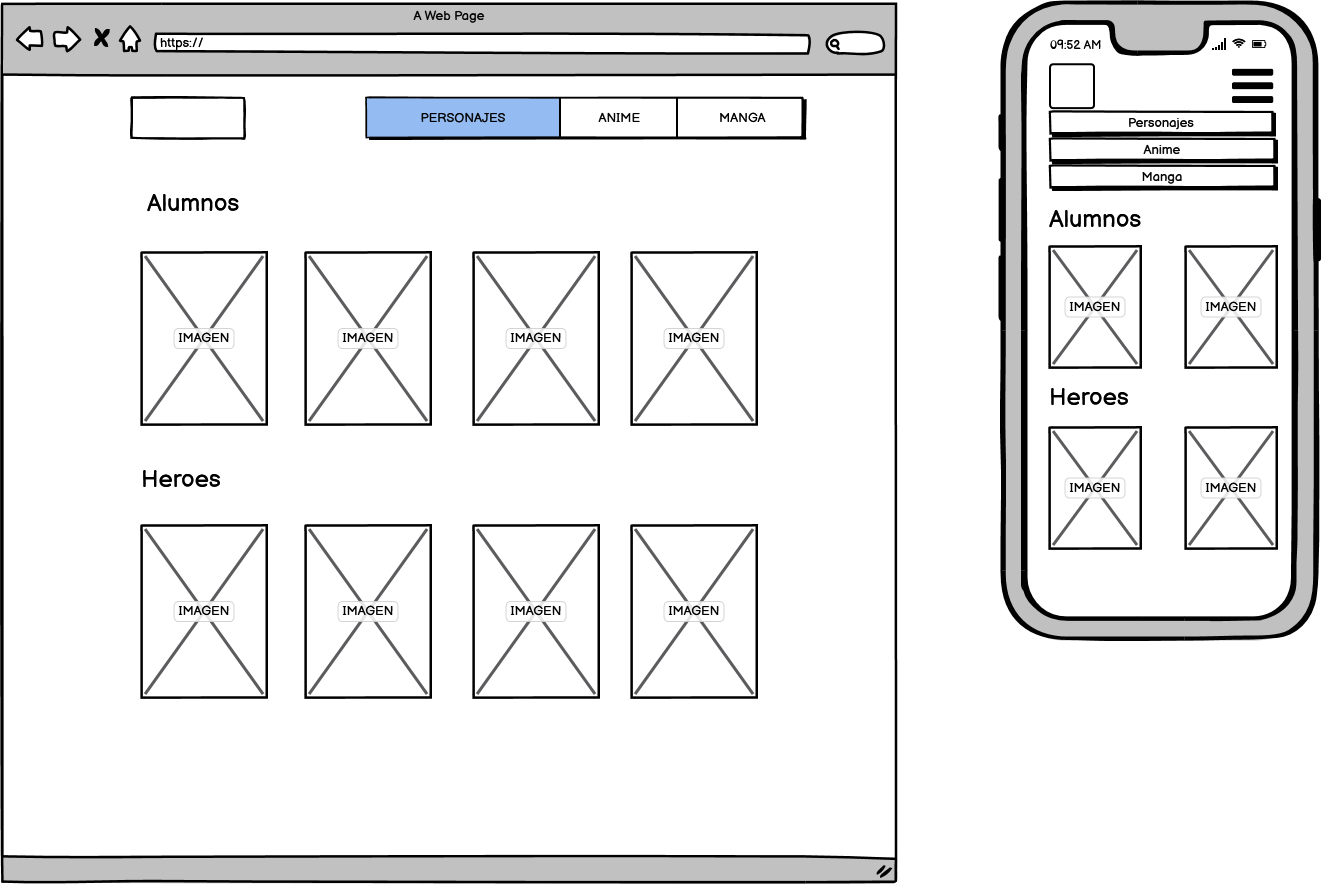 A Web Page
https://
PERSONAJES ANIME MANGA
Alumnos
IMAGEN IMAGEN IMAGEN IMAGEN
Heroes
IMAGEN IMAGEN IMAGEN IMAGEN
09:52 AM
Personajes
Anime
Manga
Alumnos
IMAGEN IMAGEN
Heroes
IMAGEN IMAGEN